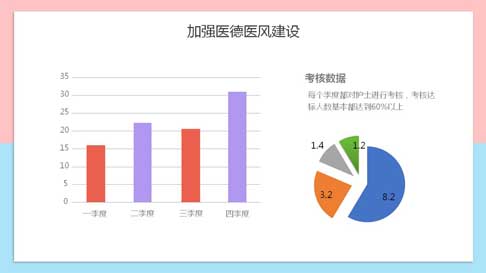 加强医德医风建设
35
30
25
20
15
10
5
0
一季度
二季度
三季度
四季度
考核数据
每个季度都对护士进行考核，考核达
标人数基本都达到60%以上
1.4
1.2
3.2
8.2